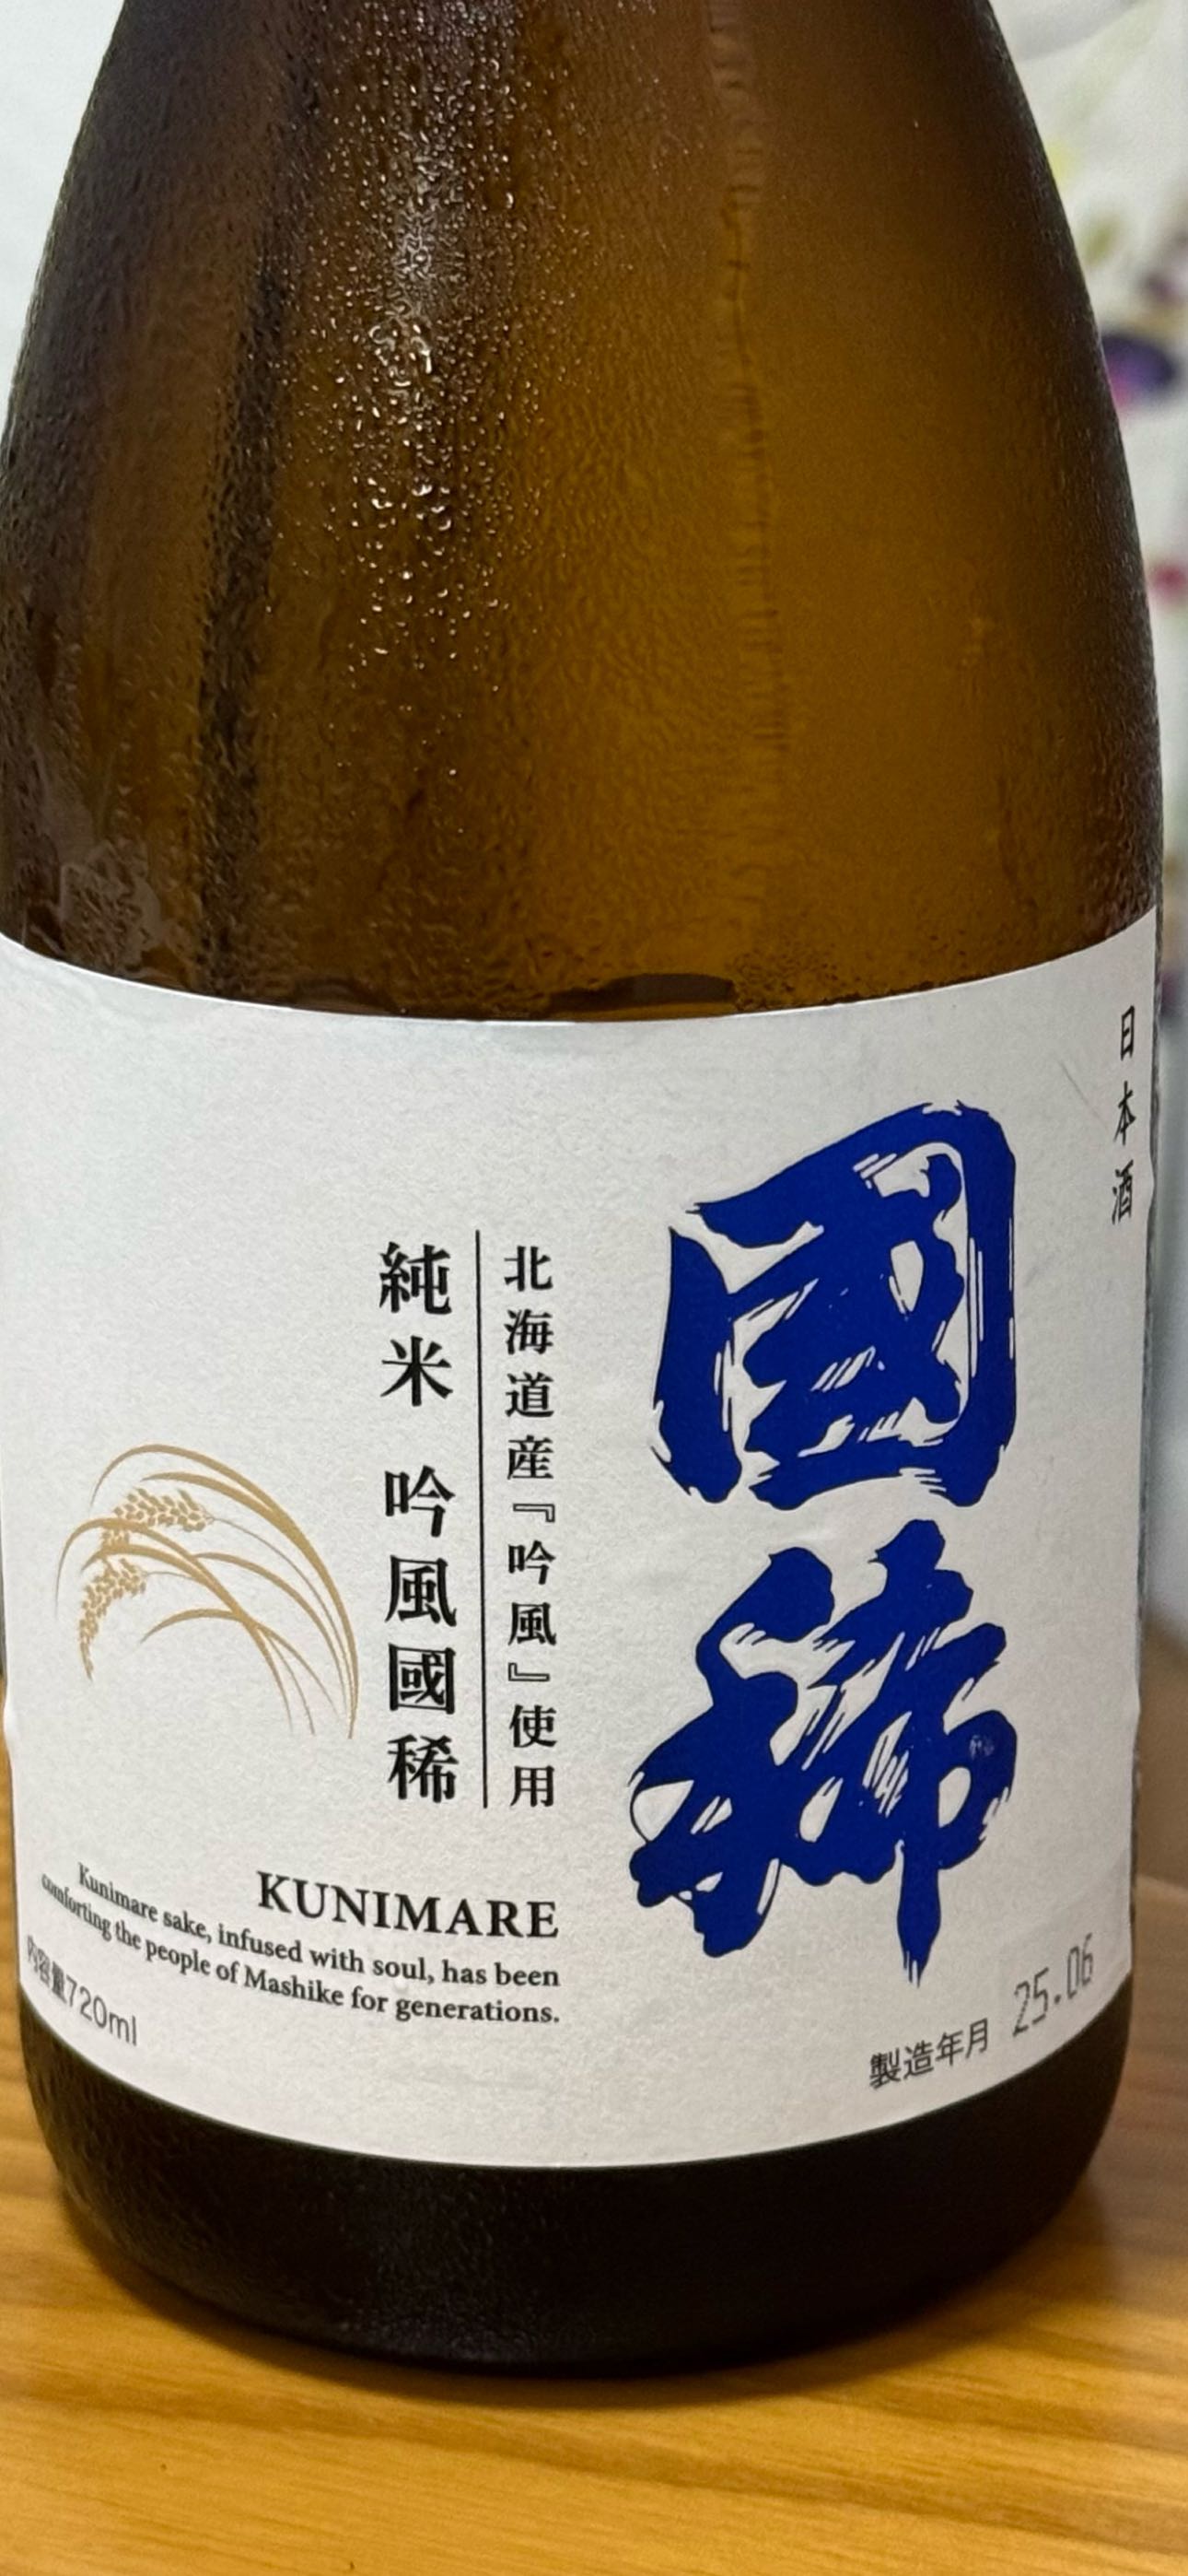 日本酒
國稀
北海道産『吟風』使用
純米 吟風國稀
KUNIMARE
Kunimare sake, infused with soul, has been
comforting the people of Mashike for generations.
内容量720ml
製造年月 25.06